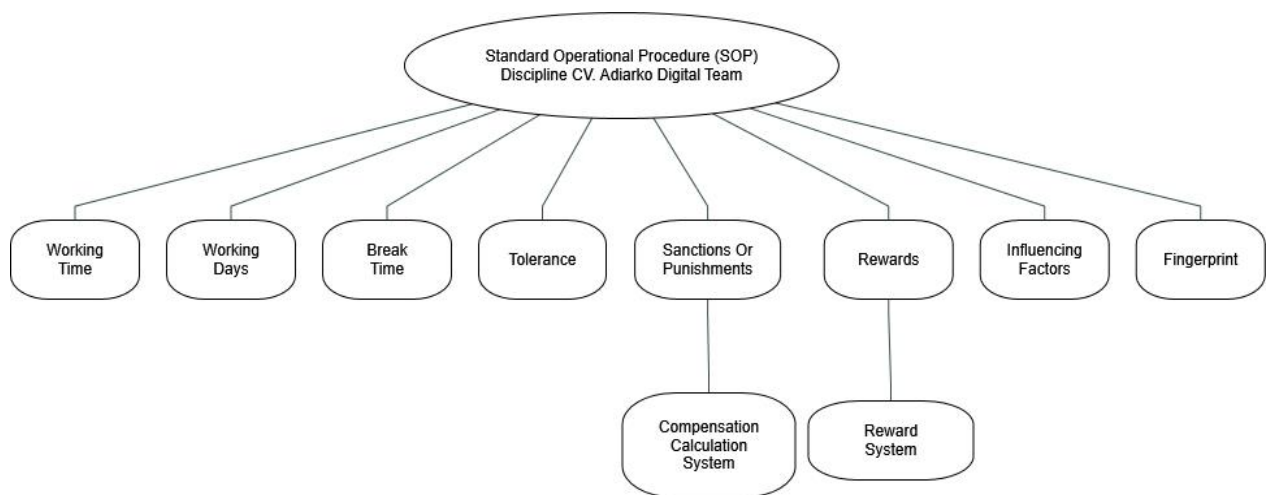 Standard Operational Procedure (SOP)
Discipline CV. Adiarko Digital Team
Working
Time
Working
Days
Break
Time
Tolerance
Sanctions Or
Punishments
Rewards
Influencing
Factors
Fingerprint
Compensation
Calculation
System
Reward
System